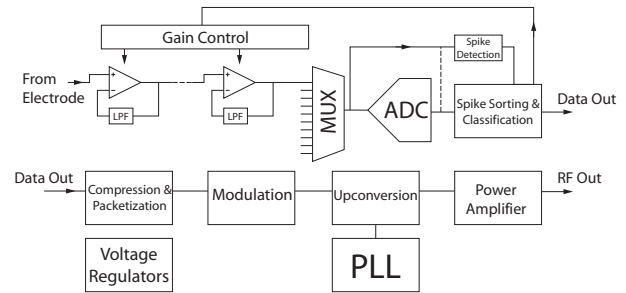 Gain Control
Spike
Detection
From
Electrode
+
−
LPF
+
−
LPF
MUX
ADC
Spike Sorting &
Classification
Data Out
Data Out
Compression &
Packetization
Modulation
Upconversion
Power
Amplifier
RF Out
Voltage
Regulators
PLL